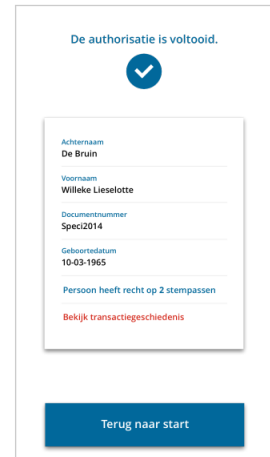 De authorisatie is voltooid.
Achternaam
De Bruin
Voornaam
Willeke Lieselotte
Documentnummer
Speci2014
Geboortedatum
10-03-1965
Persoon heeft recht op 2 stempassen
Bekijk transactiegeschiedenis
Terug naar start